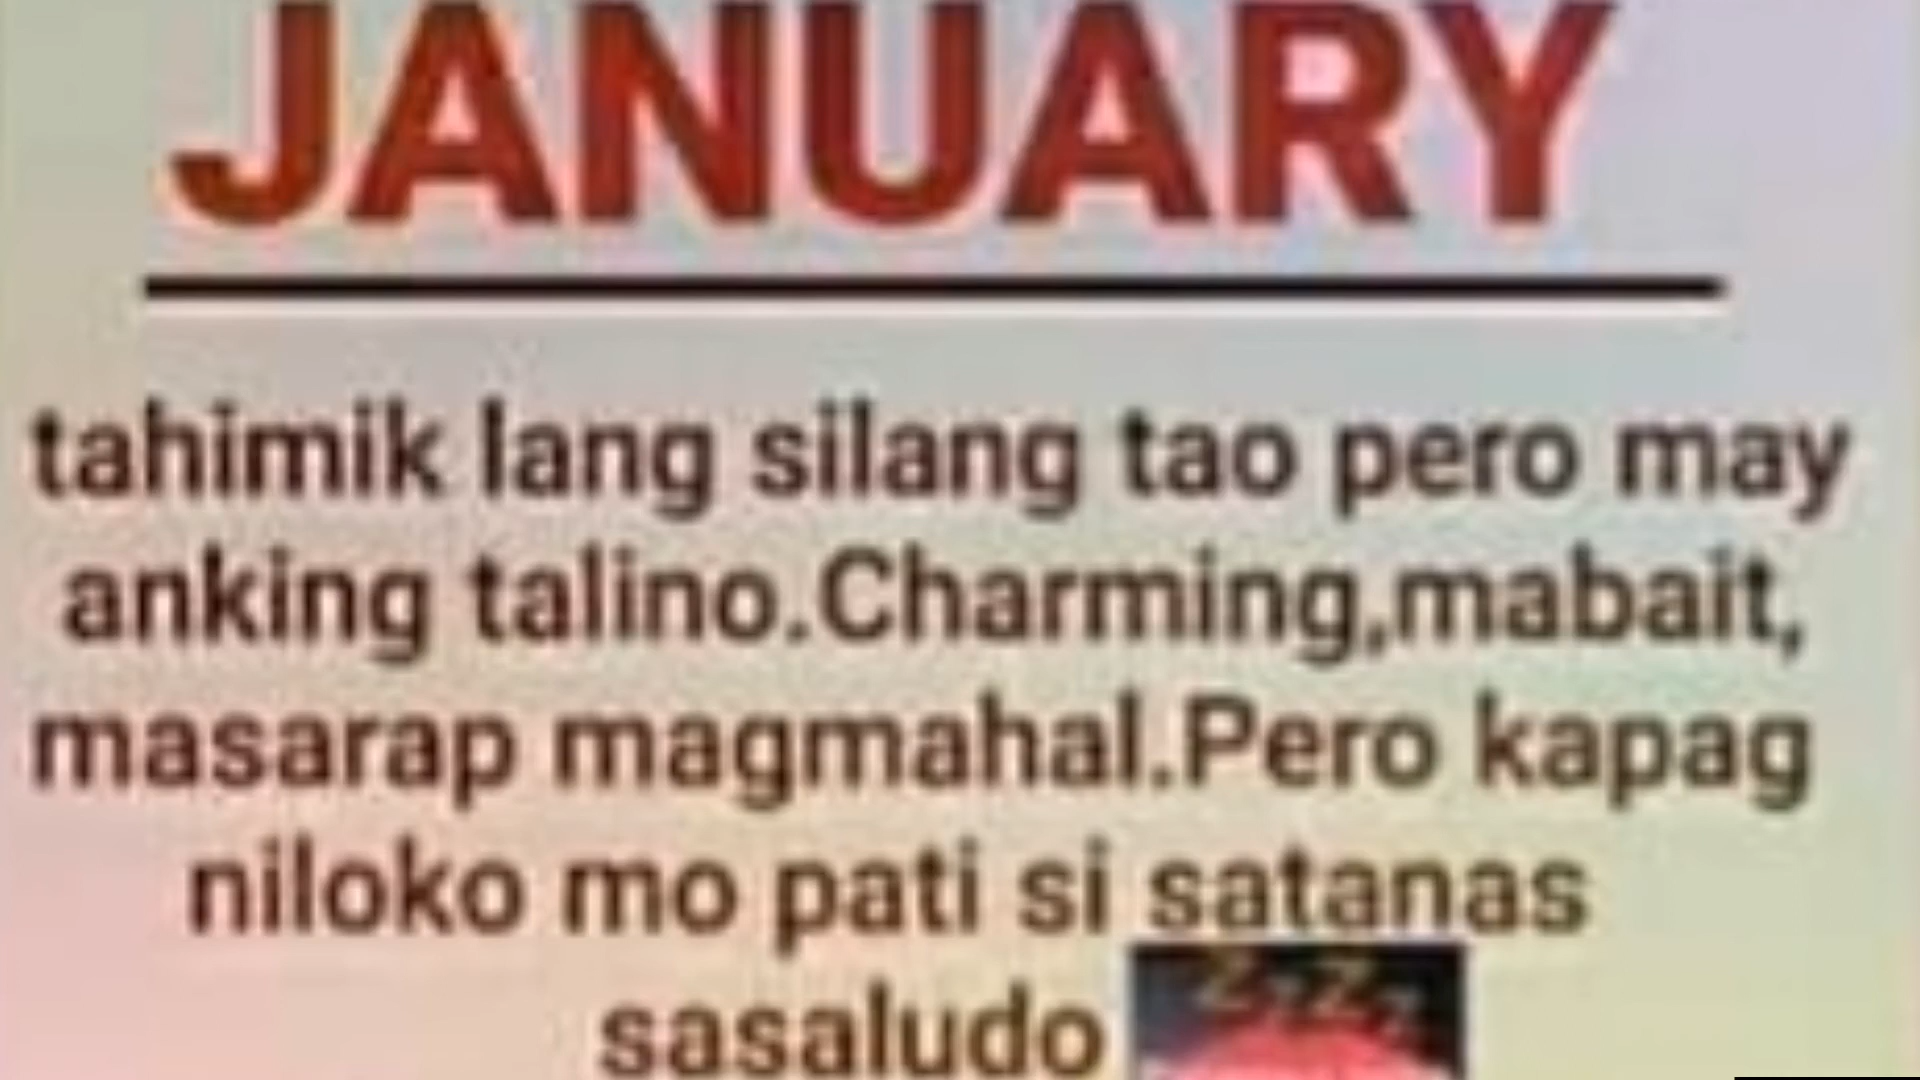 JANUARY
tahimik lang silang tao pero may
anking talino.Charming,mabait,
masarap magmahal.Pero kapag
niloko mo pati si satanas
sasaludo